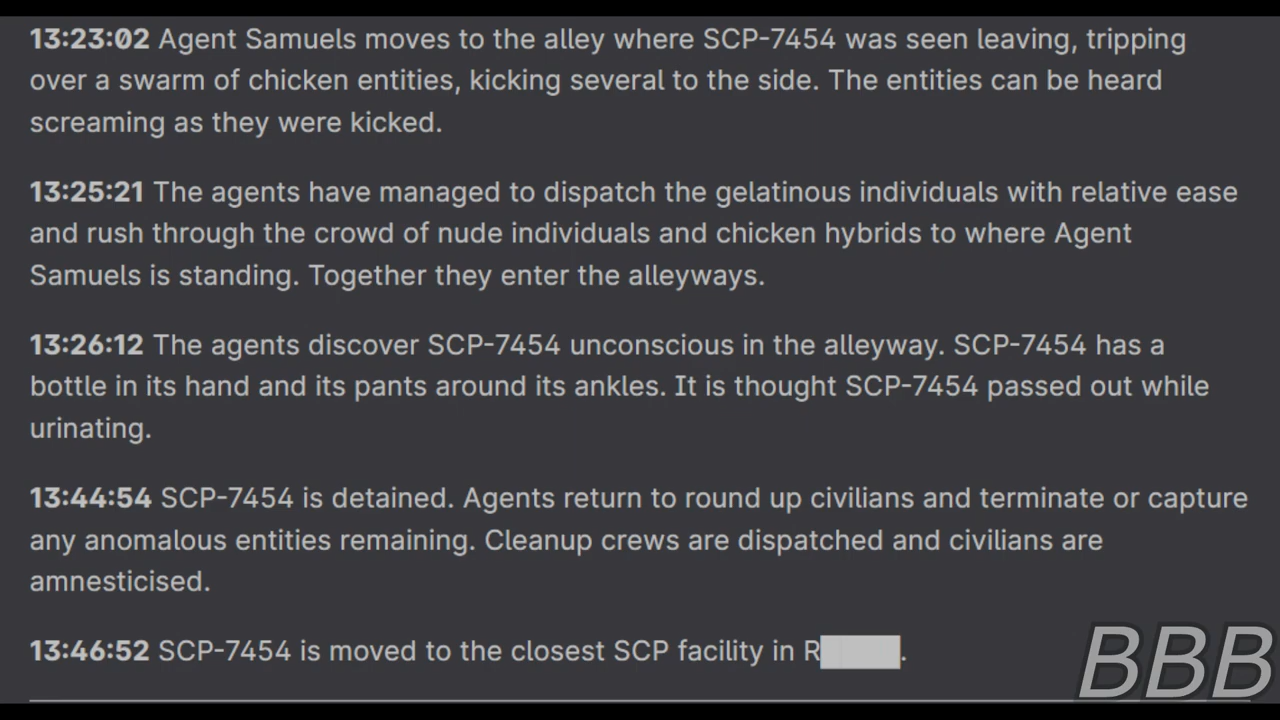 13:23:02 Agent Samuels moves to the alley where SCP-7454 was seen leaving, tripping
over a swarm of chicken entities, kicking several to the side. The entities can be heard
screaming as they were kicked.
13:25:21 The agents have managed to dispatch the gelatinous individuals with relative ease
and rush through the crowd of nude individuals and chicken hybrids to where Agent
Samuels is standing. Together they enter the alleyways.
13:26:12 The agents discover SCP-7454 unconscious in the alleyway. SCP-7454 has a
bottle in its hand and its pants around its ankles. It is thought SCP-7454 passed out while
urinating.
13:44:54 SCP-7454 is detained. Agents return to round up civilians and terminate or capture
any anomalous entities remaining. Cleanup crews are dispatched and civilians are
amnesticised.
13:46:52 SCP-7454 is moved to the closest SCP facility in R.
BBB